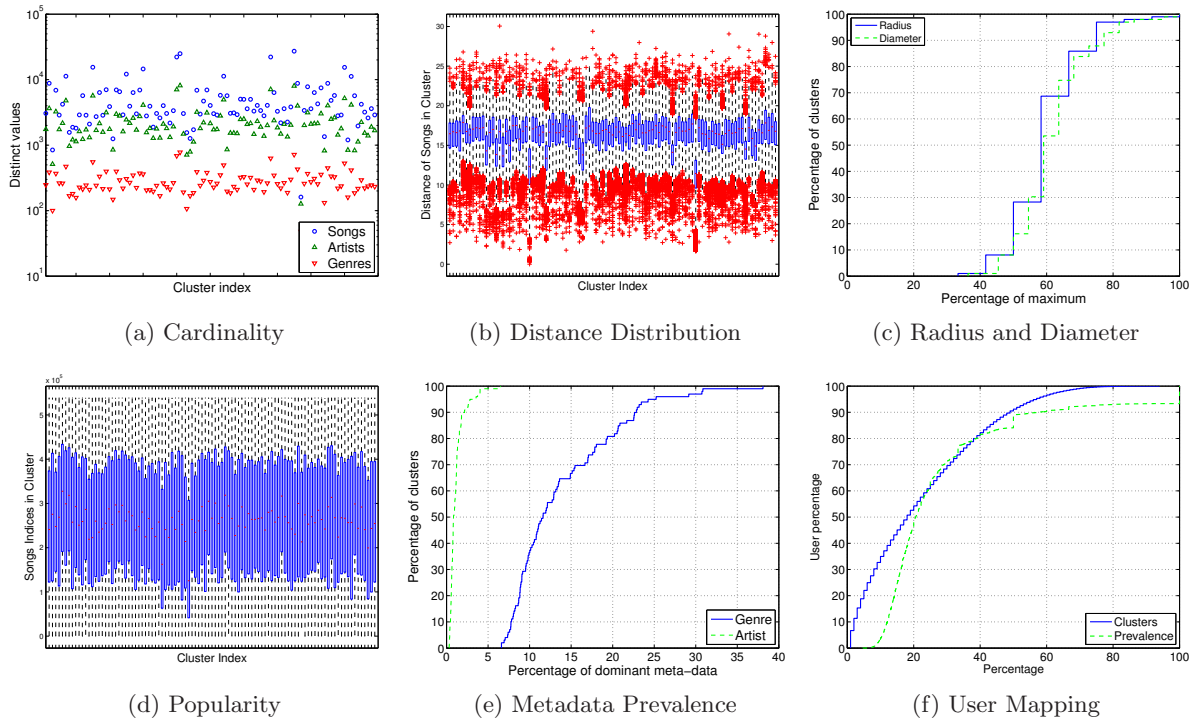 10^5
10^4
10^3
10^2
10^1
Distinct values
Songs
Artists
Genres
Cluster index
(a) Cardinality
30
25
20
15
10
5
0
Distance of Songs in Cluster
Cluster Index
(b) Distance Distribution
100
90
80
70
60
50
40
30
20
10
0
Percentage of clusters
Radius
Diameter
0 20 40 60 80 100
Percentage of maximum
(c) Radius and Diameter
x 10^5
5
4
3
2
1
0
Songs Indices in Cluster
Cluster Index
(d) Popularity
100
90
80
70
60
50
40
30
20
10
0
Percentage of clusters
Genre
Artist
0 5 10 15 20 25 30 35 40
Percentage of dominant meta-data
(e) Metadata Prevalence
100
90
80
70
60
50
40
30
20
10
0
User percentage
Clusters
Prevalence
0 20 40 60 80 100
Percentage
(f) User Mapping